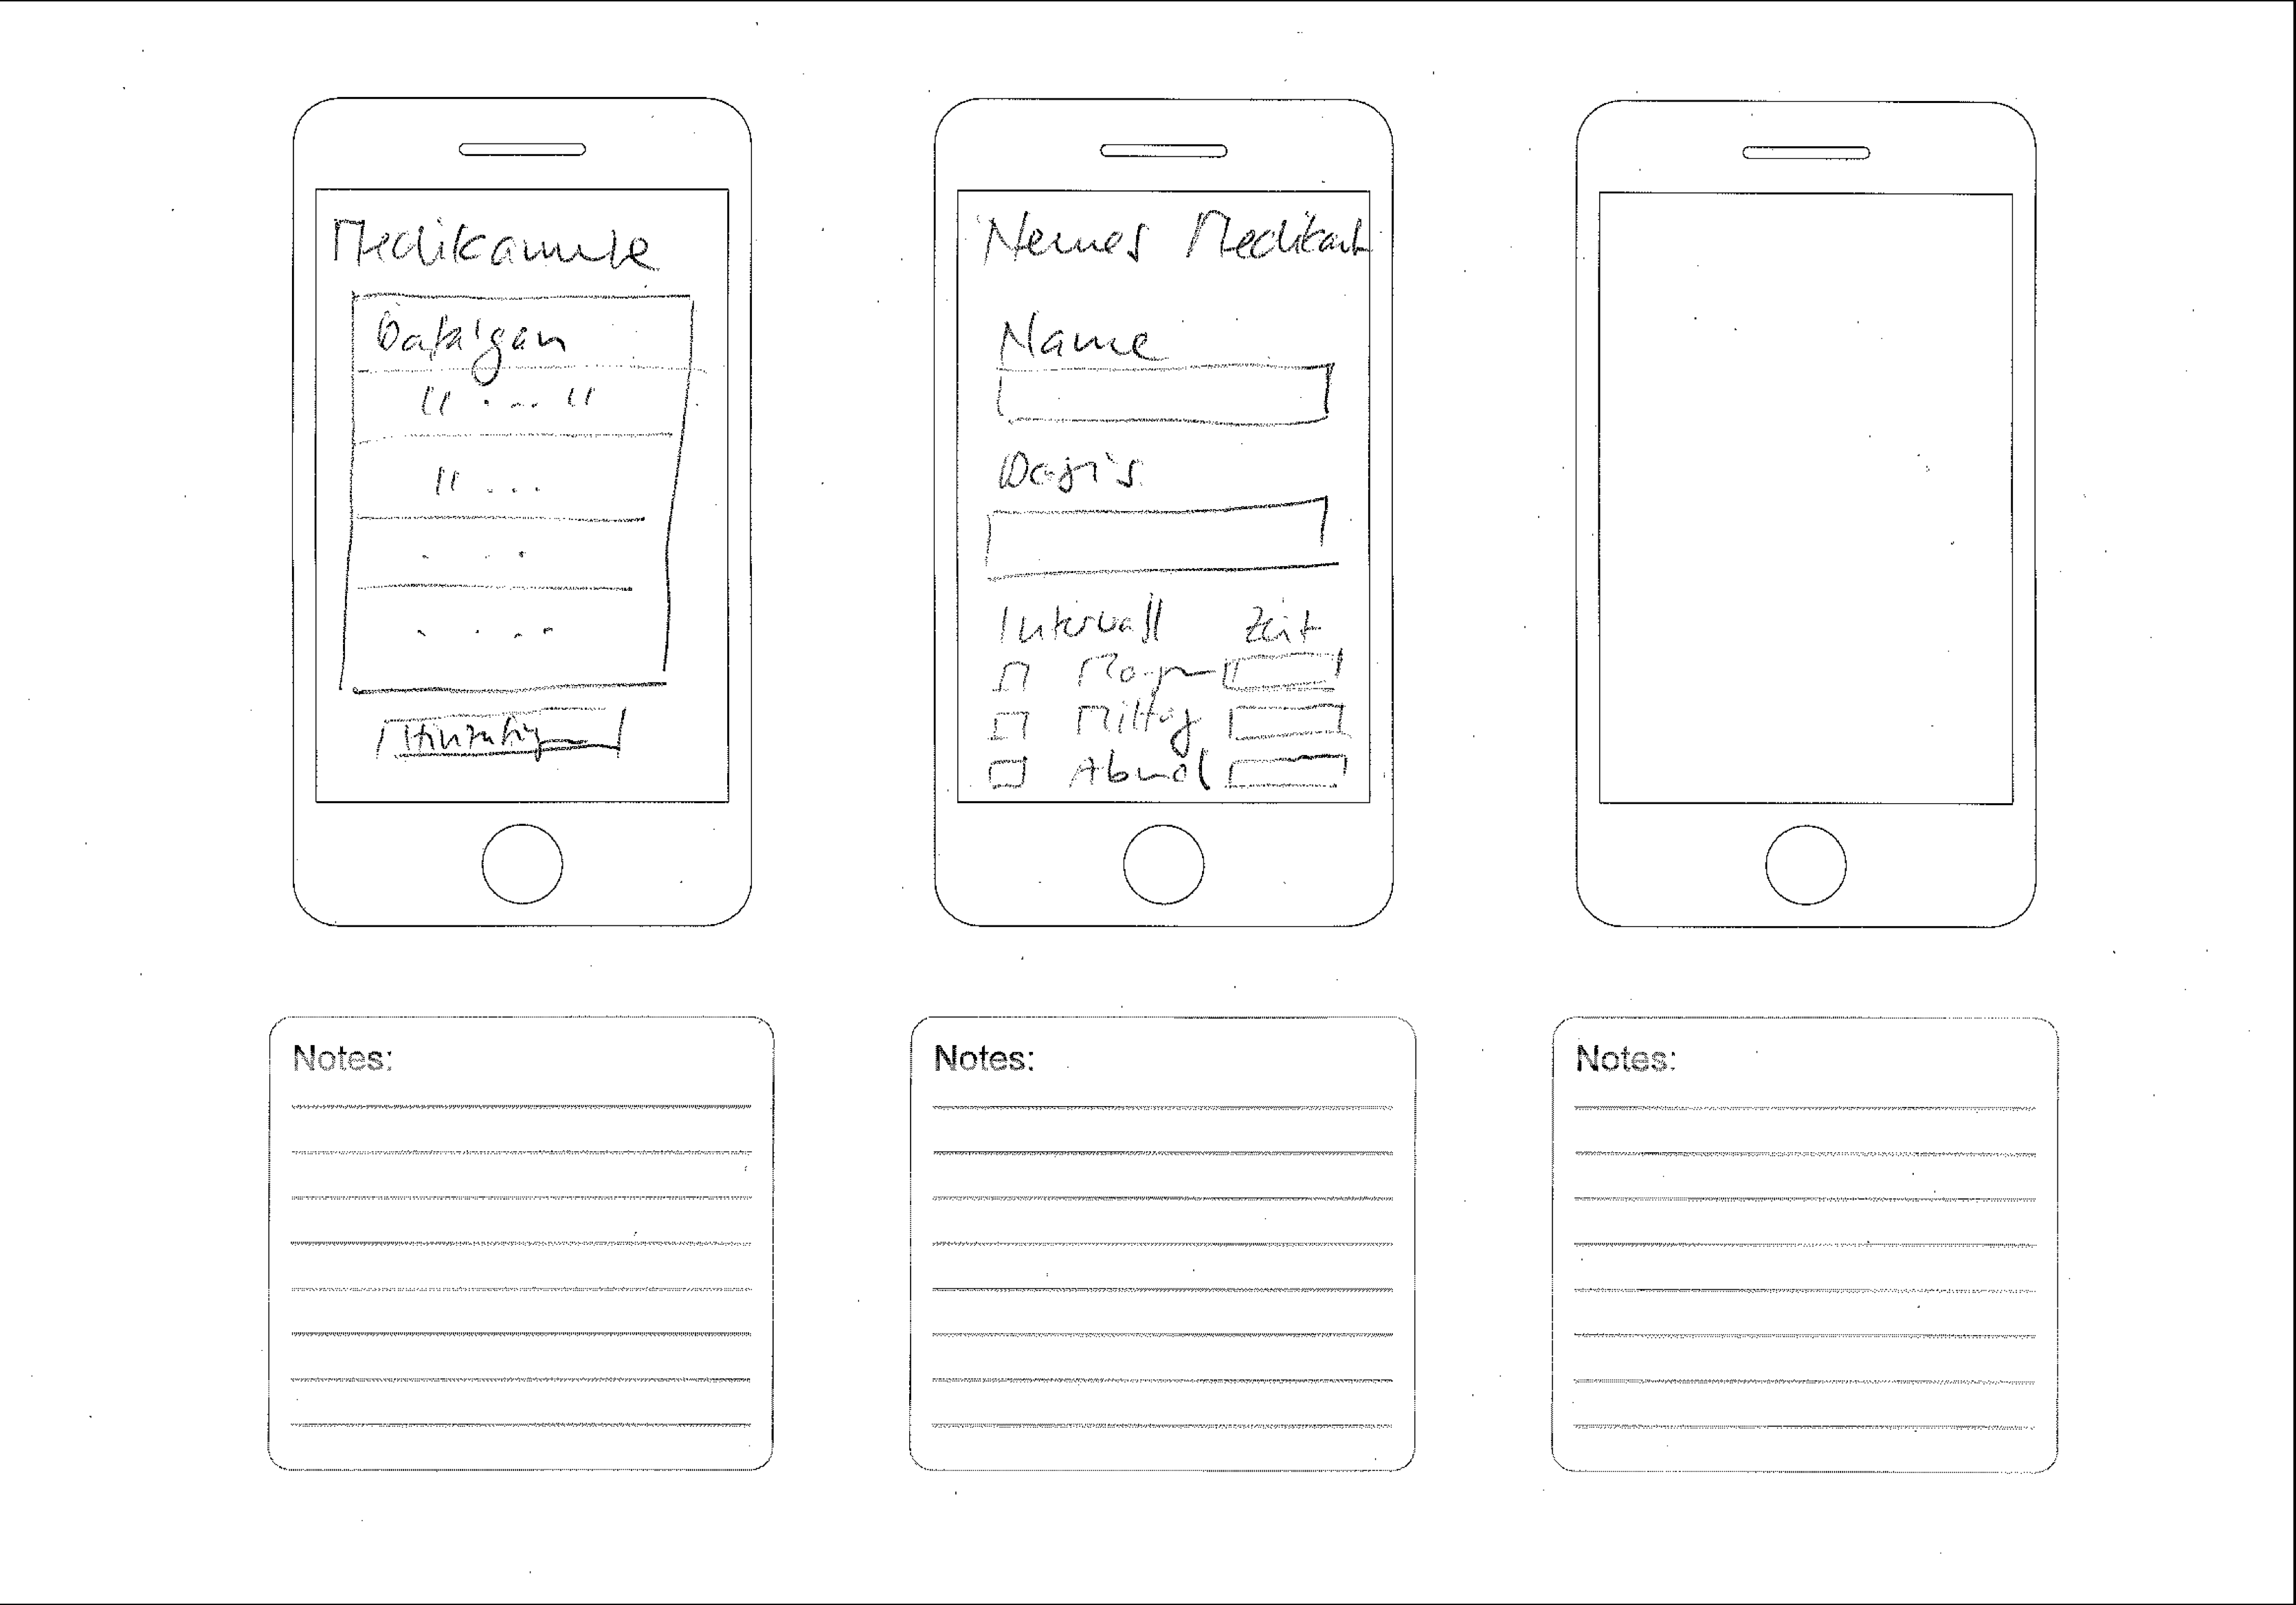 Medikamente
Dafalgan
" . . . "
" . . .
. . .
. . . .
Hinzufügen
Neues Medikament
Name
Dosis
Intervall Zeit
Morgen
Mittag
Abend
Notes:
Notes:
Notes: